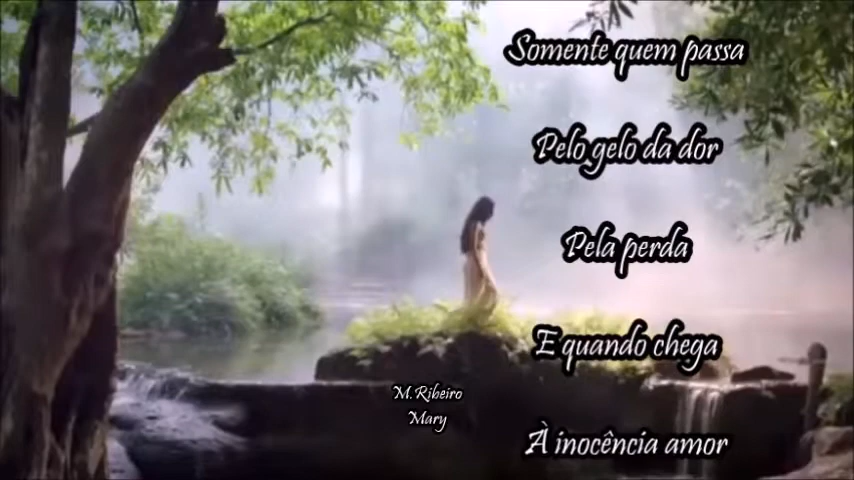 Somente quem passa
Pelo gelo da dor
Pela perda
E quando chega
À inocência amor
M. Ribeiro
Mary